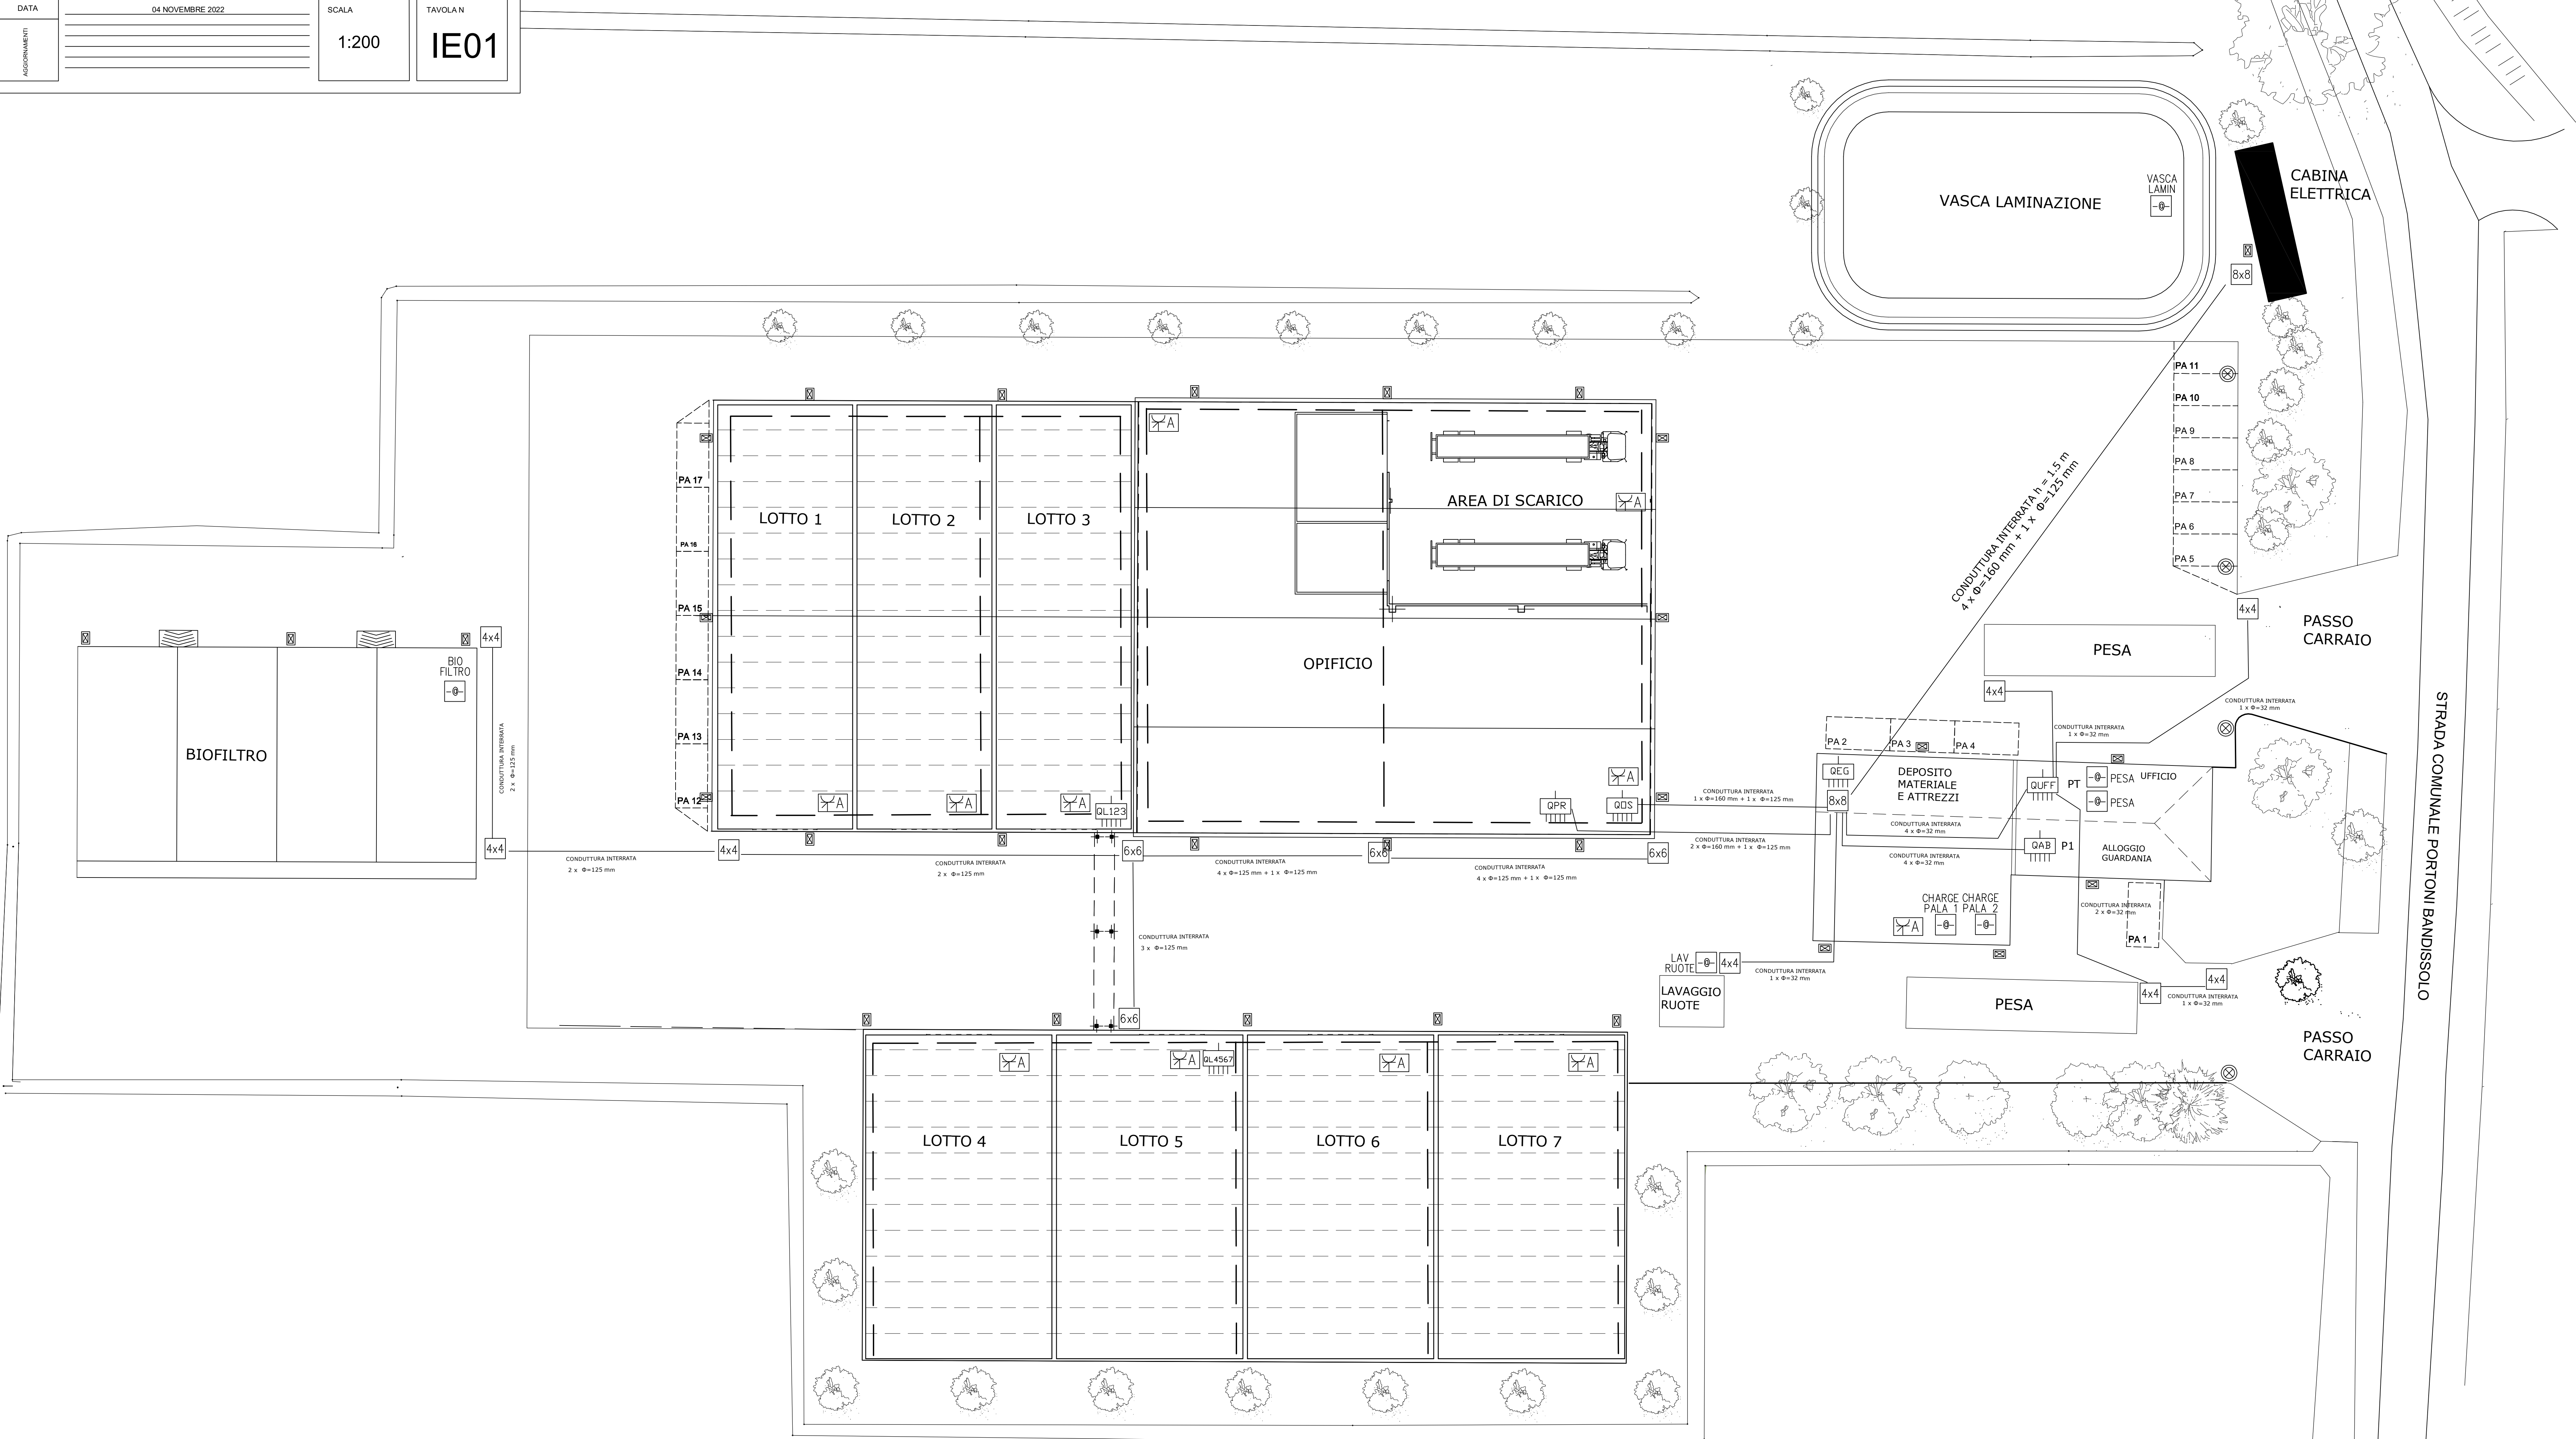 DATA
04 NOVEMBRE 2022
SCALA
TAVOLA N
AGGIORNAMENTI
1:200
IE01
CABINA
ELETTRICA
VASCA
LAMIN
-@-
VASCA LAMINAZIONE
8x8
PA 11
PA 10
PA 9
PA 8
PA 7
PA 6
PA 5
A
AREA DI SCARICO
A
PA 17
LOTTO 1
LOTTO 2
LOTTO 3
PA 16
PA 15
PA 14
PA 13
PA 12
CONDUTTURA INTERRATA h = 1.5 m
4 x Φ=160 mm + 1 x Φ=125 mm
4x4
PASSO
CARRAIO
PESA
4x4
BIO
FILTRO
-@-
4x4
BIOFILTRO
CONDUTTURA INTERRATA
2 x Φ=125 mm
OPIFICIO
STRADA COMUNALE PORTONI BANDISSOLO
CONDUTTURA INTERRATA
1 x Φ=32 mm
CONDUTTURA INTERRATA
1 x Φ=32 mm
PA 2
PA 3
PA 4
QEG
8x8
DEPOSITO
MATERIALE
E ATTREZZI
QUFF
PT
-@- PESA
UFFICIO
-@- PESA
A
A
A
A
QL123
QPR
QDS
CONDUTTURA INTERRATA
1 x Φ=160 mm + 1 x Φ=125 mm
CONDUTTURA INTERRATA
4 x Φ=32 mm
CONDUTTURA INTERRATA
2 x Φ=160 mm + 1 x Φ=125 mm
QAB
P1
ALLOGGIO
GUARDANIA
CONDUTTURA INTERRATA
4 x Φ=32 mm
4x4
4x4
6x6
6x6
6x6
CONDUTTURA INTERRATA
2 x Φ=125 mm
CONDUTTURA INTERRATA
2 x Φ=125 mm
CONDUTTURA INTERRATA
4 x Φ=125 mm + 1 x Φ=125 mm
CONDUTTURA INTERRATA
4 x Φ=125 mm + 1 x Φ=125 mm
CHARGE
PALA 1
CHARGE
PALA 2
A
-@-
-@-
CONDUTTURA INTERRATA
2 x Φ=32 mm
PA 1
CONDUTTURA INTERRATA
3 x Φ=125 mm
LAV
RUOTE
-@-
4x4
CONDUTTURA INTERRATA
1 x Φ=32 mm
LAVAGGIO
RUOTE
PESA
4x4
4x4
CONDUTTURA INTERRATA
1 x Φ=32 mm
6x6
PASSO
CARRAIO
A
A
QL4567
A
A
LOTTO 4
LOTTO 5
LOTTO 6
LOTTO 7